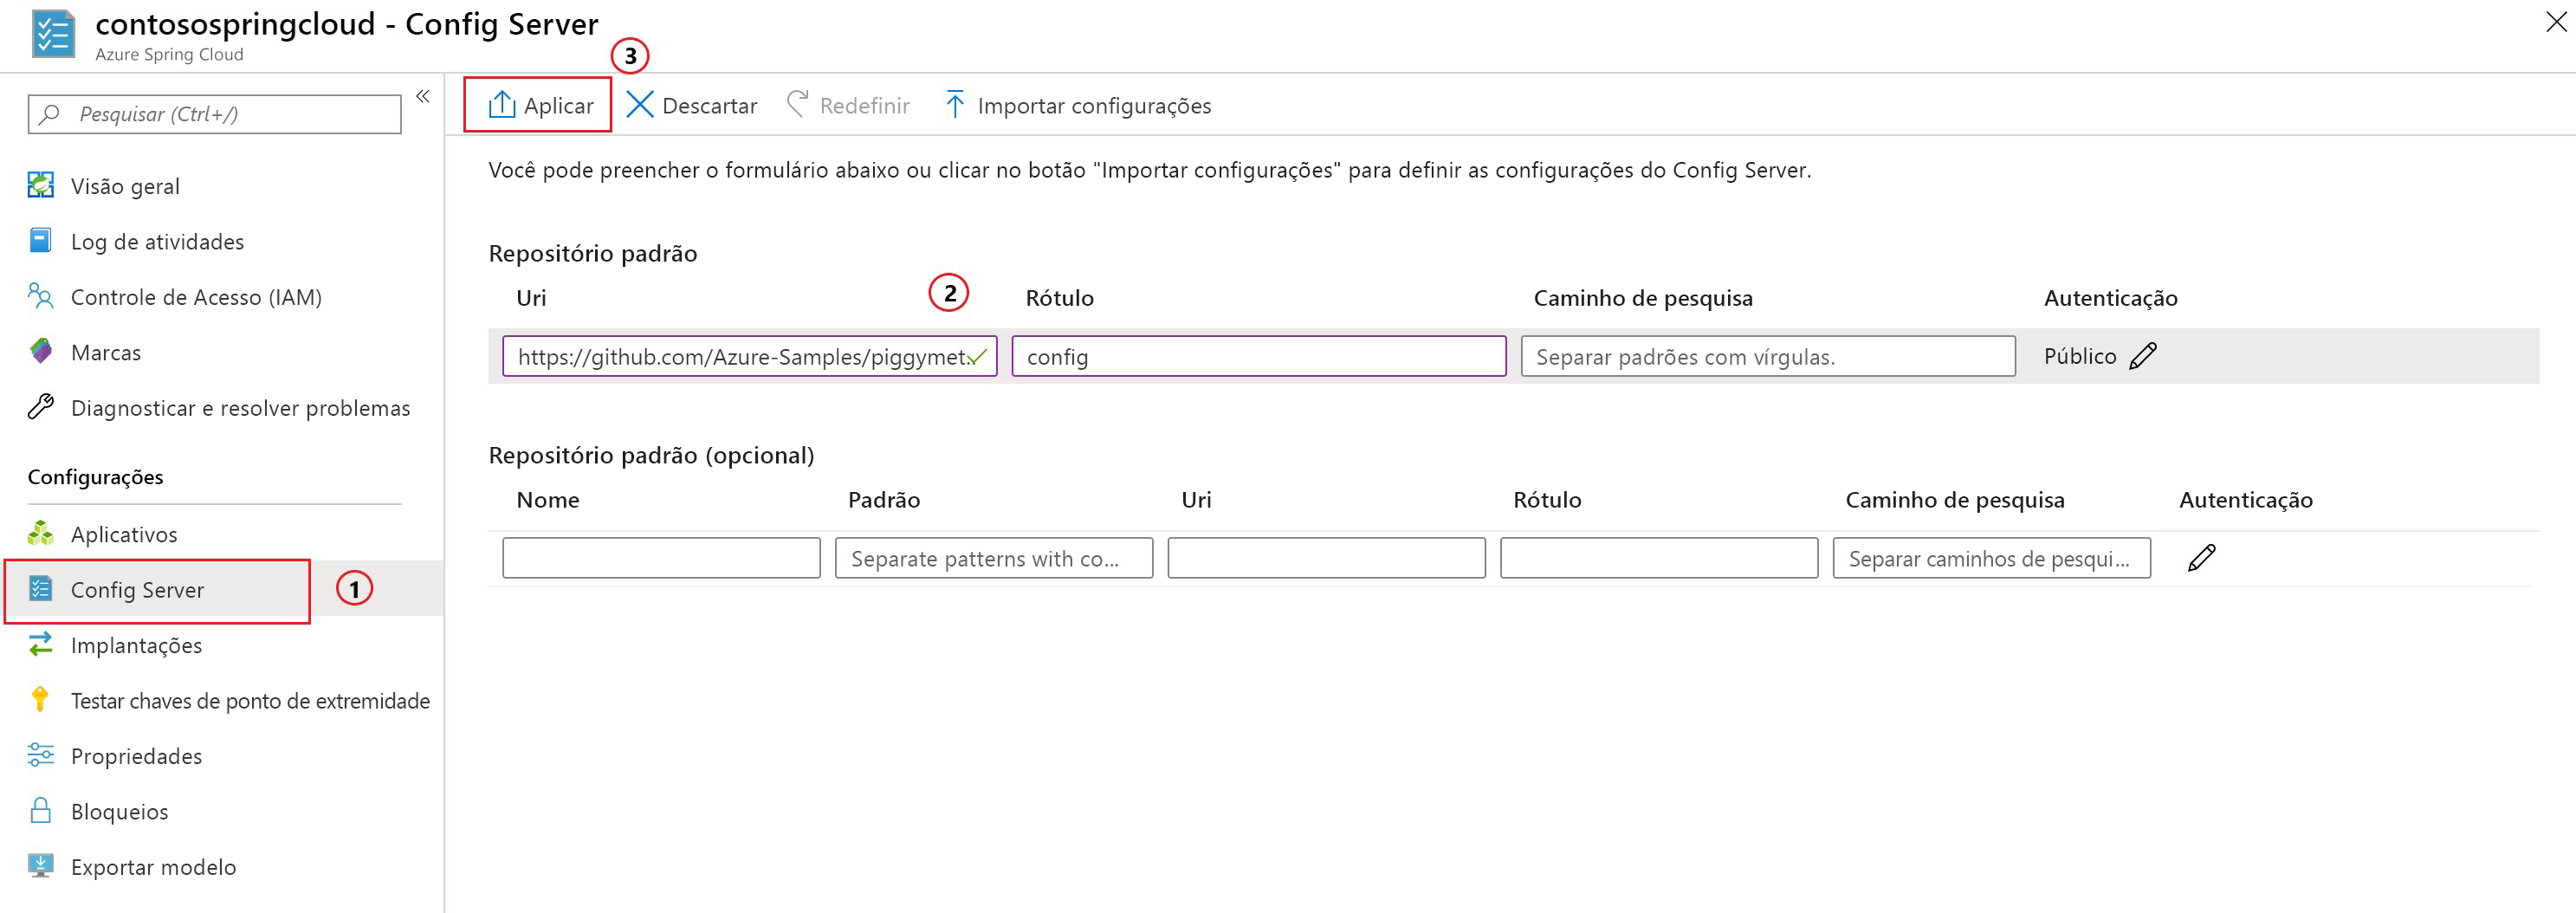 contosospringcloud - Config Server
Azure Spring Cloud
3
Pesquisar (Ctrl+/)
«
Aplicar
Descartar
Redefinir
Importar configurações
Você pode preencher o formulário abaixo ou clicar no botão "Importar configurações" para definir as configurações do Config Server.
Visão geral
Log de atividades
Controle de Acesso (IAM)
Marcas
Diagnosticar e resolver problemas
Configurações
Aplicativos
Config Server
1
Implantações
Testar chaves de ponto de extremidade
Propriedades
Bloqueios
Exportar modelo
Repositório padrão
Uri
2
Rótulo
Caminho de pesquisa
Autenticação
https://github.com/Azure-Samples/piggymet..
config
Separar padrões com vírgulas.
Público
Repositório padrão (opcional)
Nome
Padrão
Uri
Rótulo
Caminho de pesquisa
Autenticação
Separate patterns with co...
Separar caminhos de pesqui...